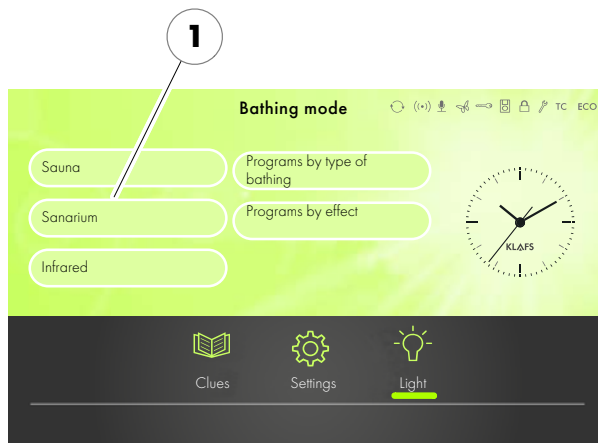 1
Bathing mode
TC ECO
Sauna
Programs by type of
bathing
Sanarium
Programs by effect
Infrared
KLAFS
Clues
Settings
Light